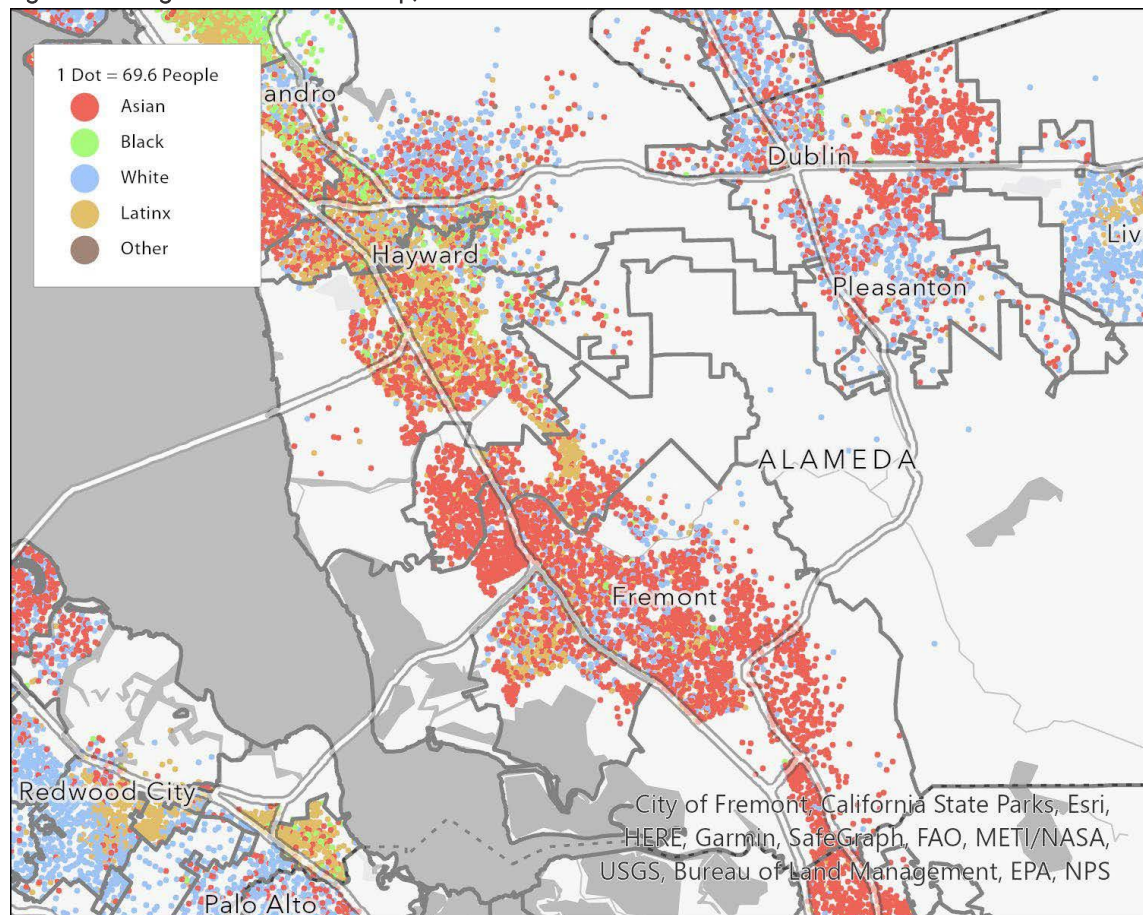 1 Dot = 69.6 People
Asian
Black
White
Latinx
Other
andro
Dublin
Liv
Hayward
Pleasanton
ALAMEDA
Fremont
Redwood City
Palo Alto
City of Fremont, California State Parks, Esri,
HERE, Garmin, SafeGraph, FAO, METI/NASA,
USGS, Bureau of Land Management, EPA, NPS